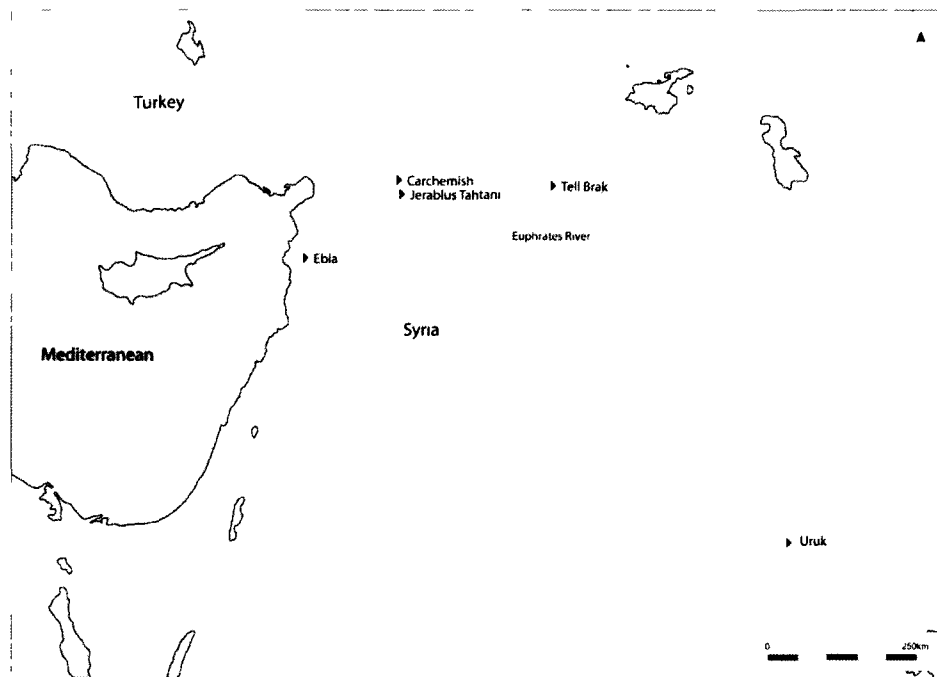 Turkey
Carchemish
Jerablus Tahtani
Tell Brak
Euphrates River
Ebla
Syria
Mediterranean
Uruk
0 250km